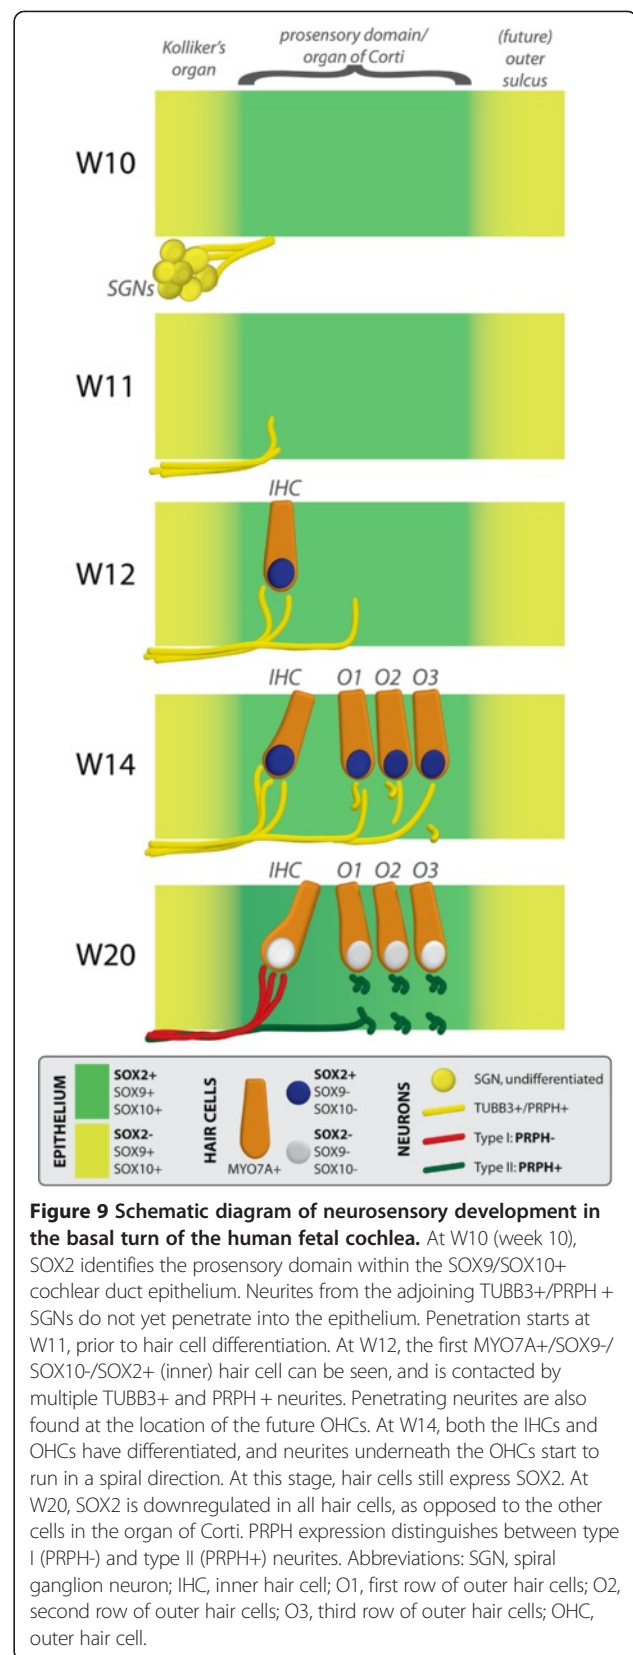 Kolliker's
organ
prosensory domain/
organ of Corti
(future)
outer
sulcus
W10
SGNs
W11
IHC
W12
IHC O1 O2 O3
W14
IHC O1 O2 O3
W20
EPITHELIUM
SOX2+
SOX9+
SOX10+
SOX2-
SOX9+
SOX10+
HAIR CELLS
MYO7A+
SOX2+
SOX9-
SOX10-
SOX2-
SOX9-
SOX10-
NEURONS
SGN, undifferentiated
TUBB3+/PRPH+
Type I: PRPH-
Type II: PRPH+
Figure 9 Schematic diagram of neurosensory development in
the basal turn of the human fetal cochlea. At W10 (week 10),
SOX2 identifies the prosensory domain within the SOX9/SOX10+
cochlear duct epithelium. Neurites from the adjoining TUBB3+/PRPH +
SGNs do not yet penetrate into the epithelium. Penetration starts at
W11, prior to hair cell differentiation. At W12, the first MYO7A+/SOX9-/
SOX10-/SOX2+ (inner) hair cell can be seen, and is contacted by
multiple TUBB3+ and PRPH + neurites. Penetrating neurites are also
found at the location of the future OHCs. At W14, both the IHCs and
OHCs have differentiated, and neurites underneath the OHCs start to
run in a spiral direction. At this stage, hair cells still express SOX2. At
W20, SOX2 is downregulated in all hair cells, as opposed to the other
cells in the organ of Corti. PRPH expression distinguishes between type
I (PRPH-) and type II (PRPH+) neurites. Abbreviations: SGN, spiral
ganglion neuron; IHC, inner hair cell; O1, first row of outer hair cells; O2,
second row of outer hair cells; O3, third row of outer hair cells; OHC,
outer hair cell.